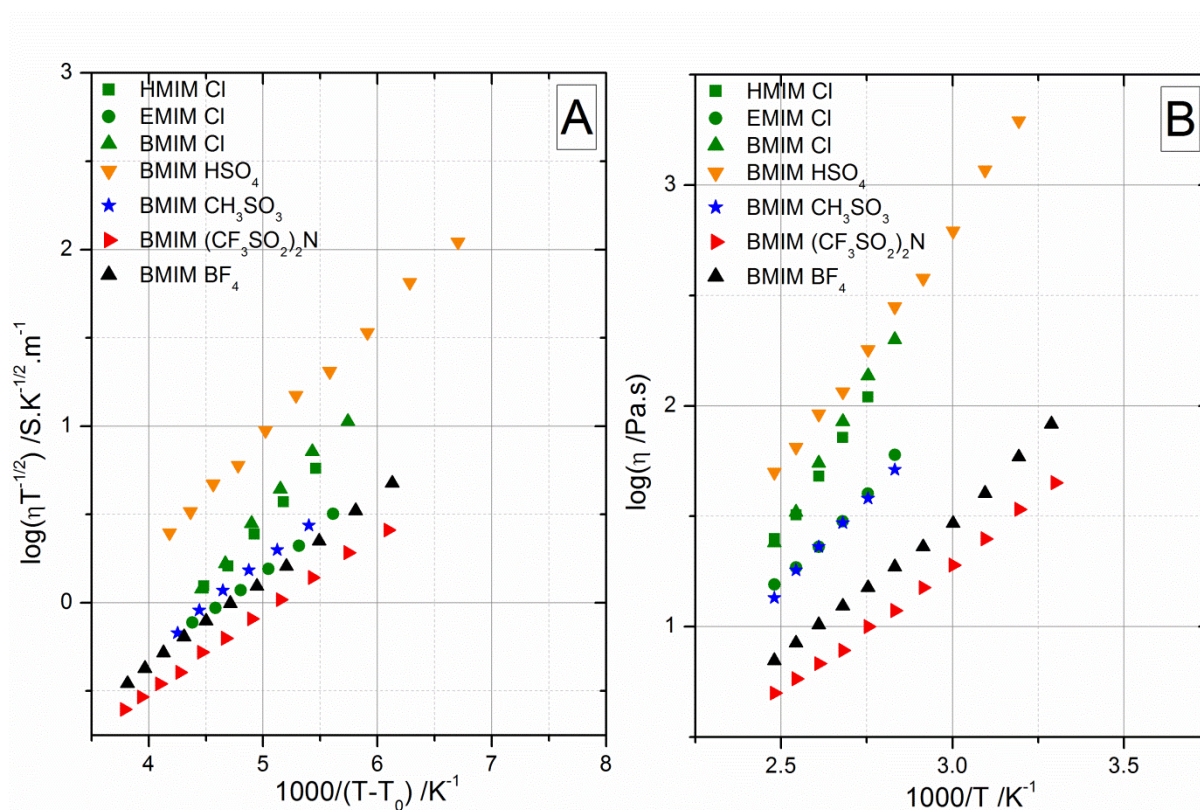 A
3
2
1
0
4
5
6
7
8
HMIM Cl
EMIM Cl
BMIM Cl
BMIM HSO₄
BMIM CH₃SO₃
BMIM (CF₃SO₂)₂N
BMIM BF₄
log(ηT⁻¹/²) /S.K⁻¹/².m⁻¹
1000/(T-T₀) /K⁻¹
B
3
2
1
2.5
3.0
3.5
HMIM Cl
EMIM Cl
BMIM Cl
BMIM HSO₄
BMIM CH₃SO₃
BMIM (CF₃SO₂)₂N
BMIM BF₄
log(η /Pa.s)
1000/T /K⁻¹